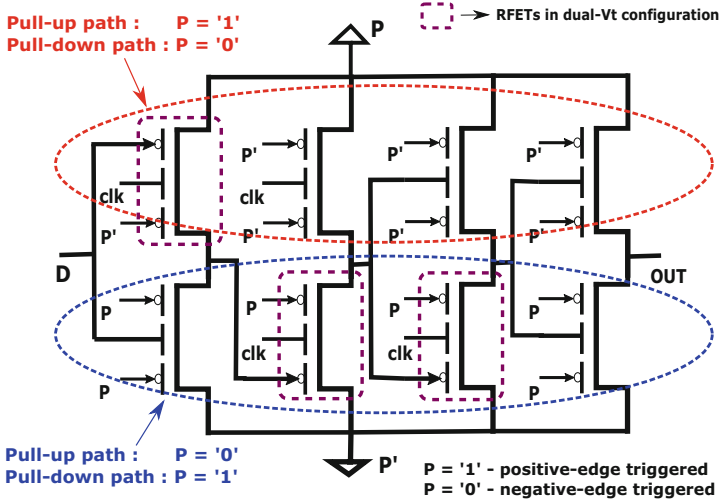 Pull-up path : P = '1'
Pull-down path : P = '0'
RFETs in dual-Vt configuration
P
P'
P'
P'
clk
clk
P'
P'
P'
P'
D
OUT
P
P
P
P
clk
clk
P
P
Pull-up path : P = '0'
Pull-down path : P = '1'
P'
P = '1' - positive-edge triggered
P = '0' - negative-edge triggered